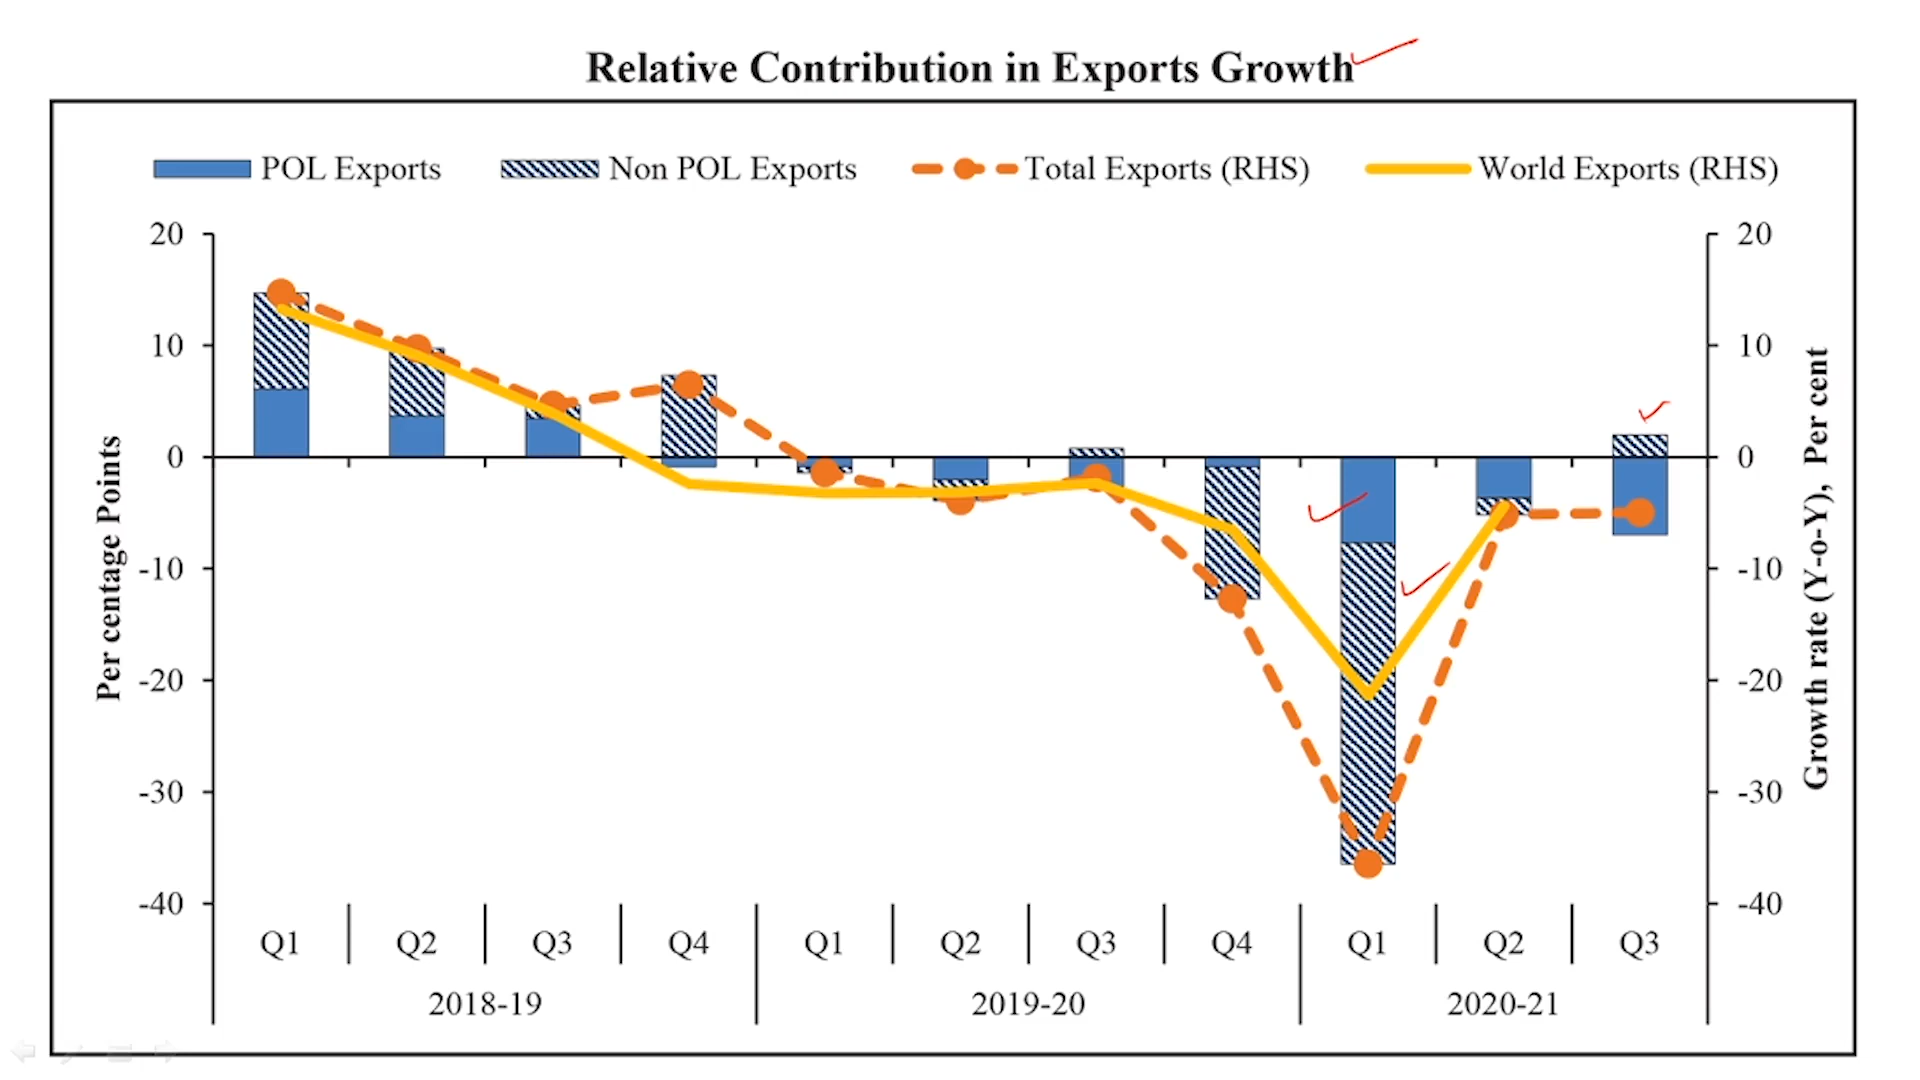 Relative Contribution in Exports Growth
POL Exports Non POL Exports Total Exports (RHS) World Exports (RHS)
20 20
10 10
0 0
-10 -10
-20 -20
-30 -30
-40 -40
Per centage Points
Growth rate (Y-o-Y), Per cent
Q1 Q2 Q3 Q4 Q1 Q2 Q3 Q4 Q1 Q2 Q3
2018-19 2019-20 2020-21